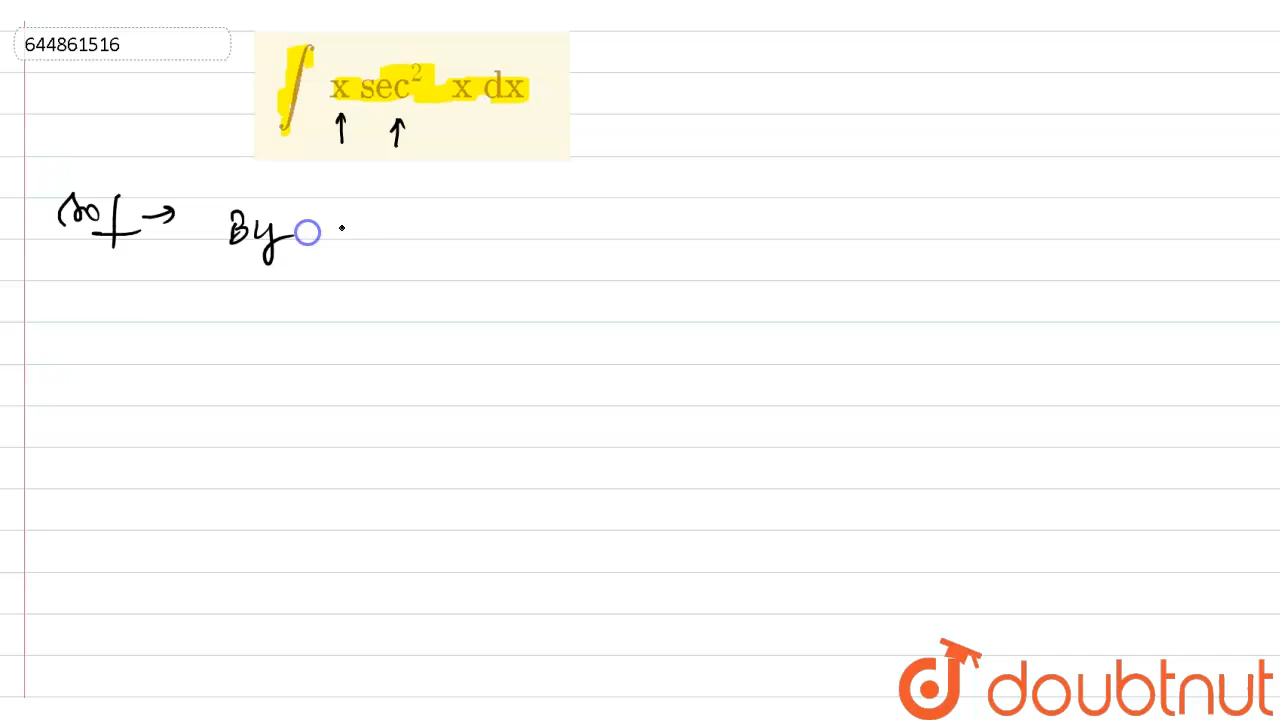 644861516
∫ x sec² x dx
Sol → By
doubtnut